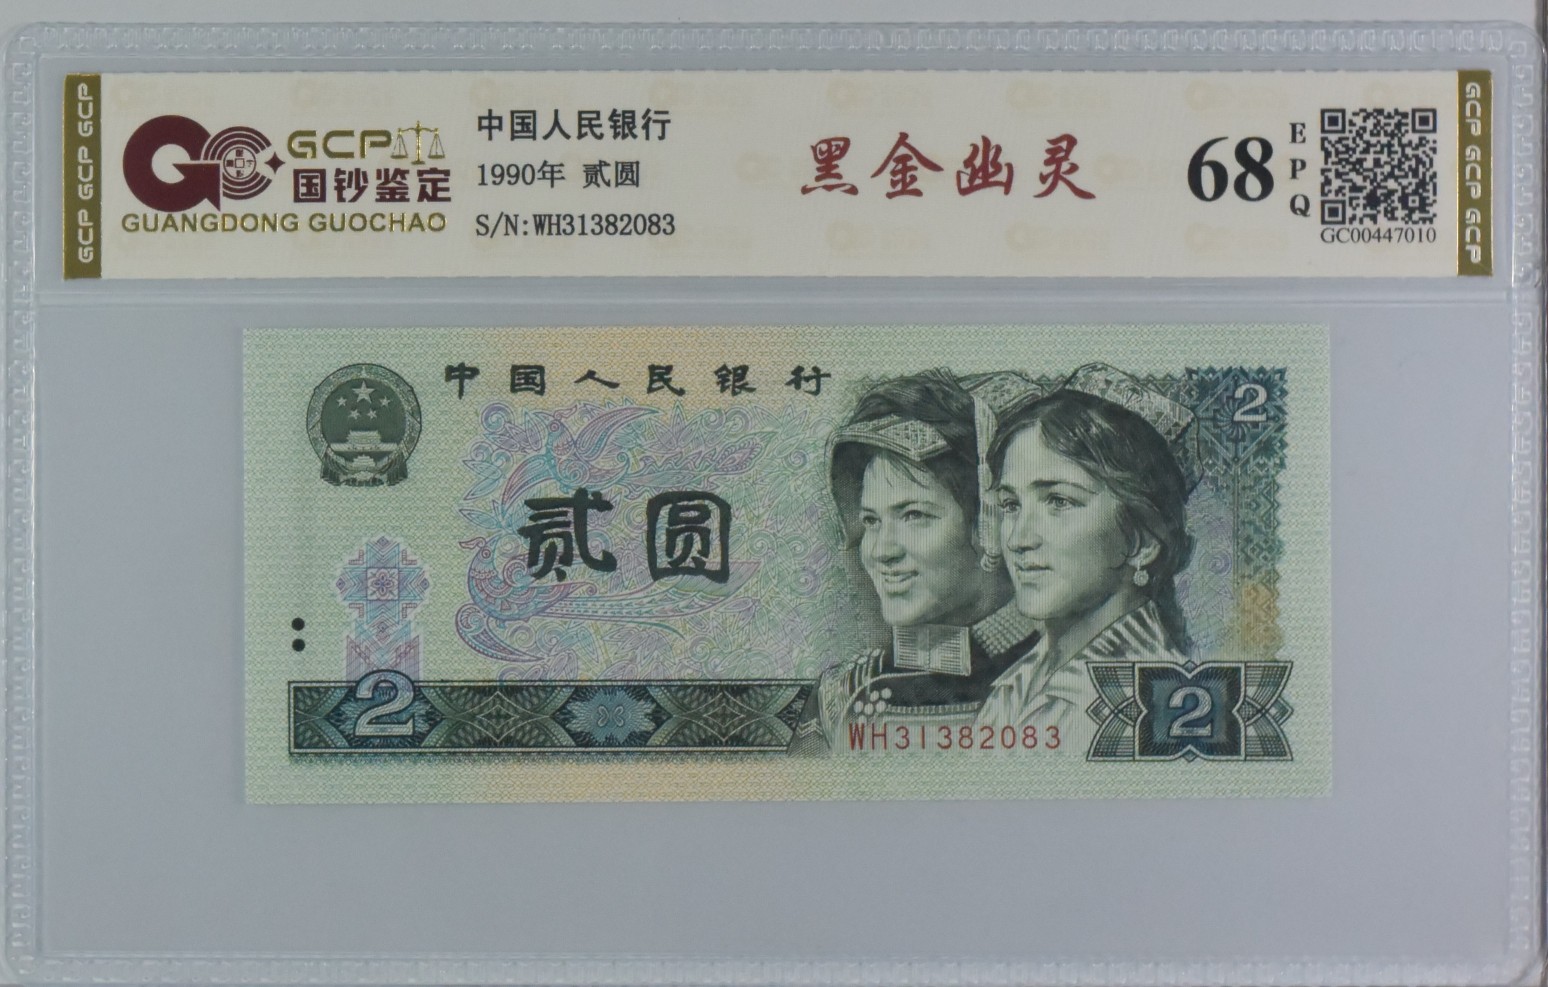 GCP GCP GCP
GCP
国钞鉴定
GUANGDONG GUOCHAO
中国人民银行
1990年 贰圆
S/N:WH31382083
黑金幽灵
68
EPQ
GC00447010
GCP GCP GCP
中国人民银行
2
贰圆
2
WH31382083
2